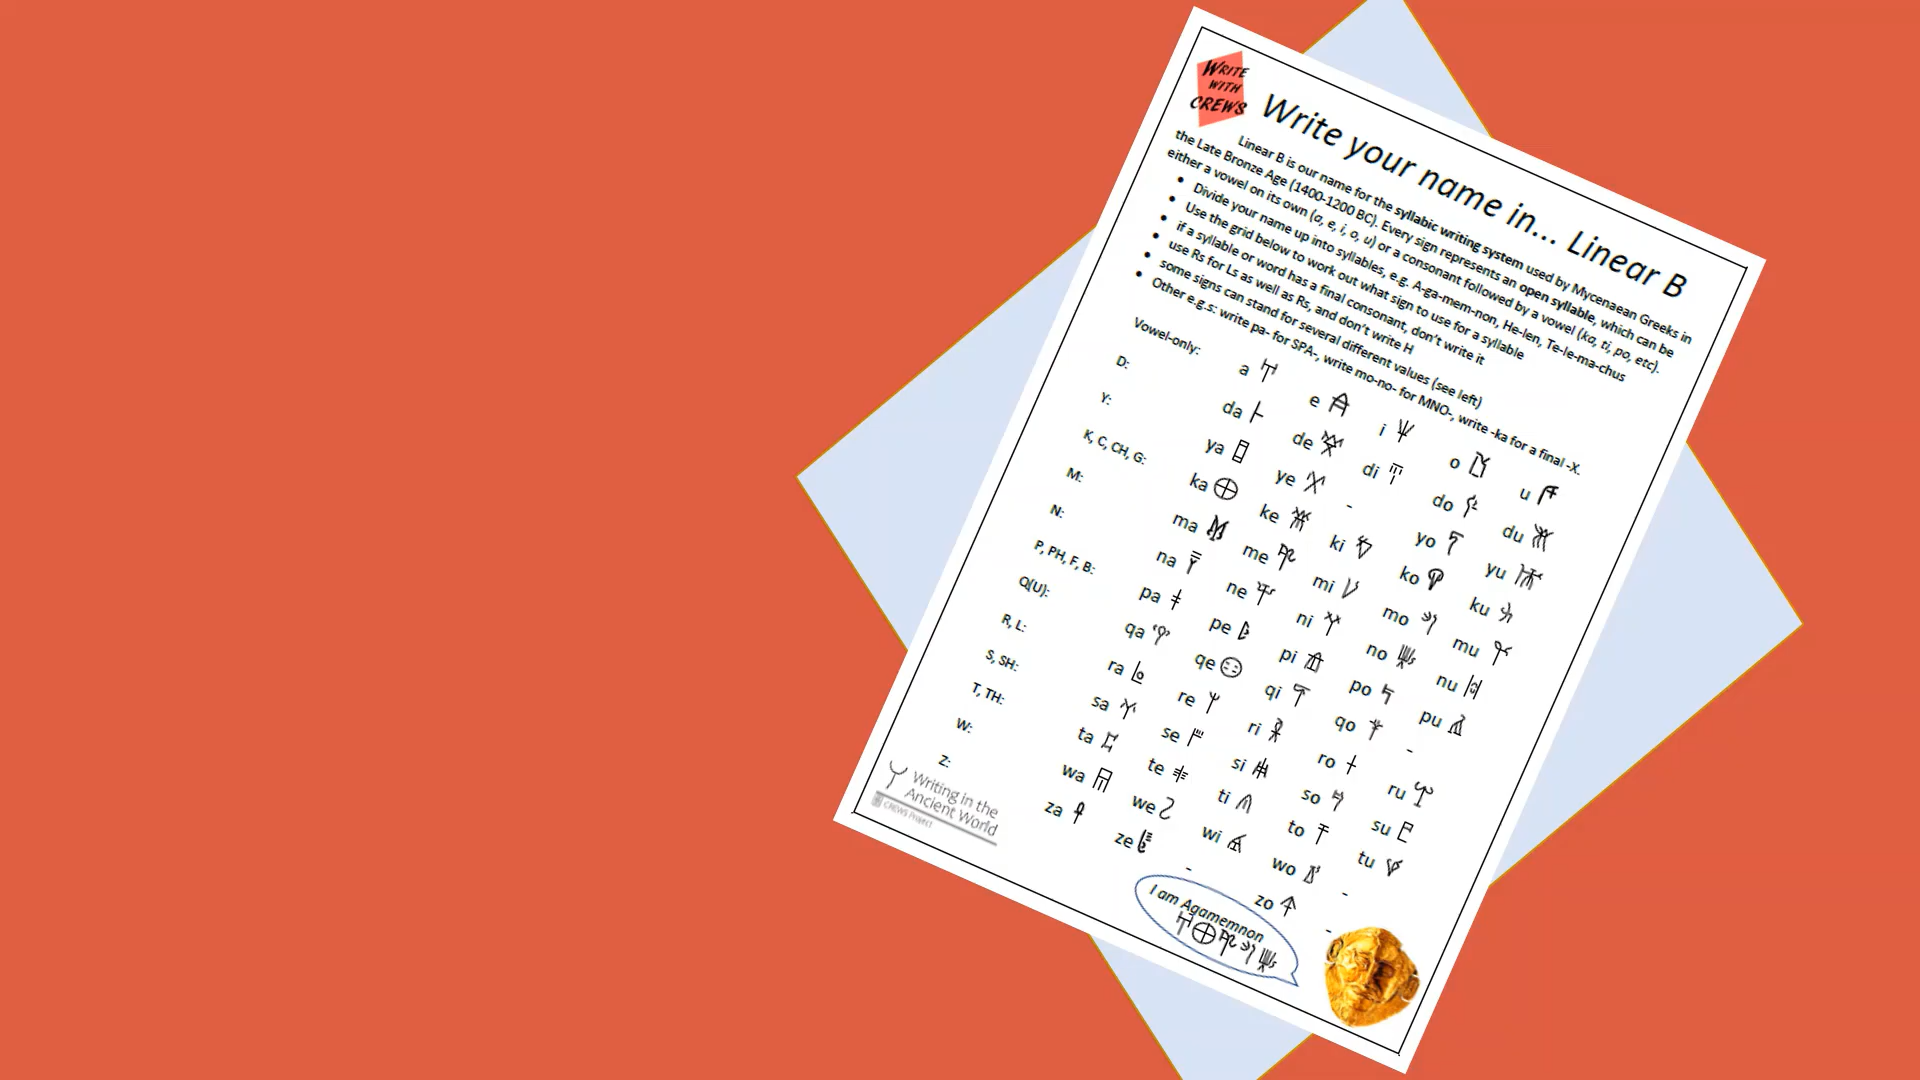 WRITE
WITH
CREWS
Write your name in... Linear B
Linear B is our name for the syllabic writing system used by Mycenaean Greeks in
the Late Bronze Age (1400-1200 BC). Every sign represents an open syllable, which can be
either a vowel on its own (a, e, i, o, u) or a consonant followed by a vowel (ka, ti, po, etc).
• Divide your name up into syllables, e.g. A-ga-mem-non, He-len, Te-le-ma-chus
• Use the grid below to work out what sign to use for a syllable
• if a syllable or word has a final consonant, don't write it
• use Rs for Ls as well as Rs, and don't write H
• some signs can stand for several different values (see left)
• Other e.g.s: write pa- for SPA-, write mo-no- for MNO-, write -ka for a final -X.
Vowel-only: a 𐀀 e 𐀁 i 𐀂 o 𐀃 u 𐀄
D: da 𐀅 de 𐀆 di 𐀇 do 𐀈 du 𐀉
Y: ya 𐀊 ye 𐀋 - yo 𐀍 yu 𐀎
K, C, CH, G: ka 𐀏 ke 𐀐 ki 𐀑 ko 𐀒 ku 𐀓
M: ma 𐀔 me 𐀕 mi 𐀖 mo 𐀗 mu 𐀘
N: na 𐀙 ne 𐀚 ni 𐀛 no 𐀜 nu 𐀝
P, PH, F, B: pa 𐀞 pe 𐀟 pi 𐀠 po 𐀡 pu 𐀢
Q(U): qa 𐀣 qe 𐀤 qi 𐀥 qo 𐀦 -
R, L: ra 𐀨 re 𐀩 ri 𐀪 ro 𐀫 ru 𐀬
S, SH: sa 𐀭 se 𐀮 si 𐀯 so 𐀰 su 𐀱
T, TH: ta 𐀲 te 𐀳 ti 𐀴 to 𐀵 tu 𐀶
W: wa 𐀷 we 𐀸 wi 𐀹 wo 𐀺 -
Z: za 𐀼 ze 𐀽 - zo 𐀿 -
Writing in the
Ancient World
CREWS Project
I am Agamemnon
𐀀𐀏𐀕𐀗𐀜